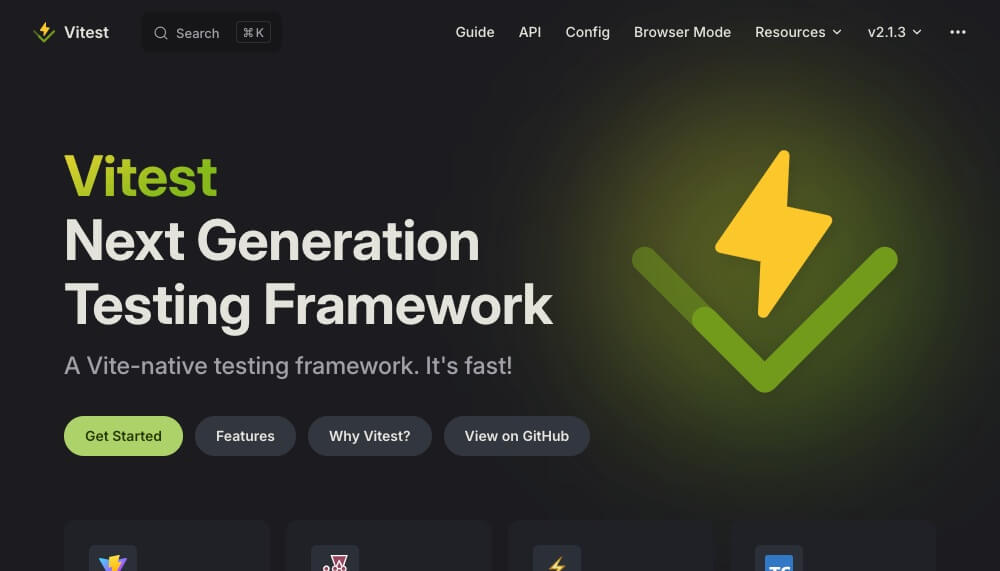 Vitest
Search
⌘ K
Guide
API
Config
Browser Mode
Resources
v2.1.3
Vitest
Next Generation
Testing Framework
A Vite-native testing framework. It's fast!
Get Started
Features
Why Vitest?
View on GitHub
TS